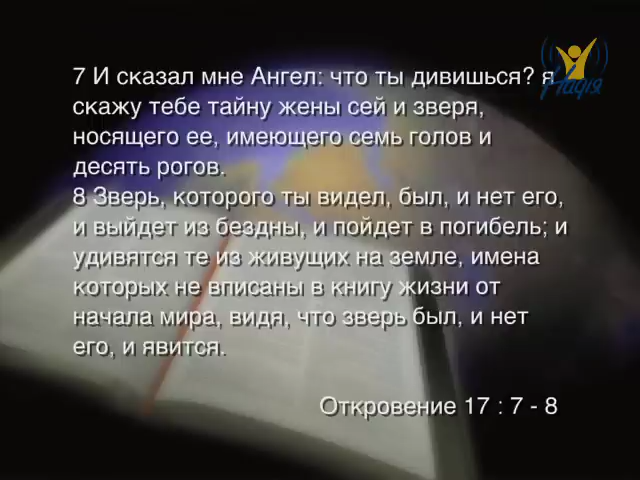 7 И сказал мне Ангел: что ты дивишься? я
скажу тебе тайну жены сей и зверя,
носящего ее, имеющего семь голов и
десять рогов.
8 Зверь, которого ты видел, был, и нет его,
и выйдет из бездны, и пойдет в погибель; и
удивятся те из живущих на земле, имена
которых не вписаны в книгу жизни от
начала мира, видя, что зверь был, и нет
его, и явится.
Откровение 17 : 7 - 8
Надія